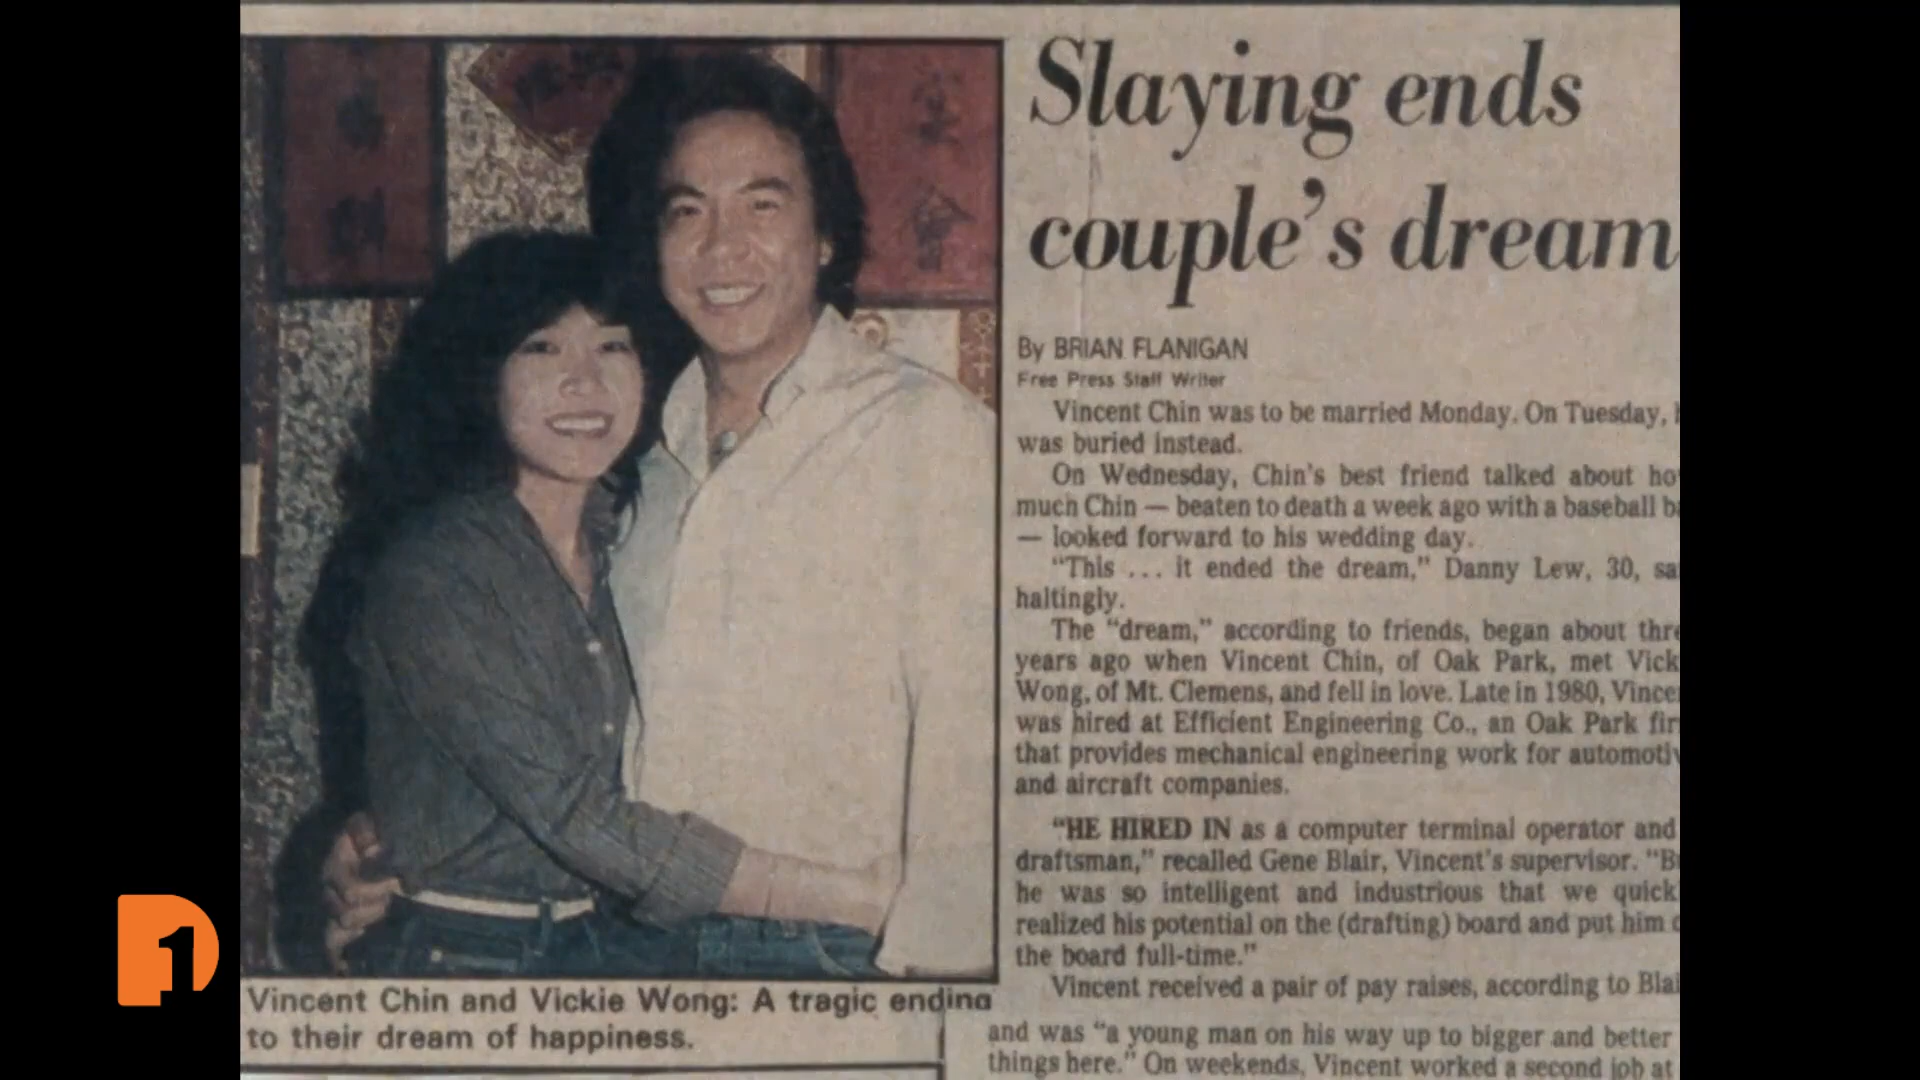 Slaying ends
couple's dream
By BRIAN FLANIGAN
Free Press Staff Writer
Vincent Chin was to be married Monday. On Tuesday,
was buried instead.
On Wednesday, Chin's best friend talked about
much Chin — beaten to death a week ago with a baseball
— looked forward to his wedding day.
"This ... it ended the dream," Danny Lew, 30,
haltingly.
The "dream," according to friends, began about
years ago when Vincent Chin, of Oak Park, met
Wong, of Mt. Clemens, and fell in love. Late in 1980,
was hired at Efficient Engineering Co., an Oak Park
that provides mechanical engineering work for
and aircraft companies.
"HE HIRED IN as a computer terminal operator and
draftsman," recalled Gene Blair, Vincent's supervisor.
he was so intelligent and industrious that we
realized his potential on the (drafting) board and put him
the board full-time."
Vincent received a pair of pay raises, according to
and was "a young man on his way up to bigger and better
things here." On weekends, Vincent worked a second job at
Vincent Chin and Vickie Wong: A tragic ending
to their dream of happiness.
1